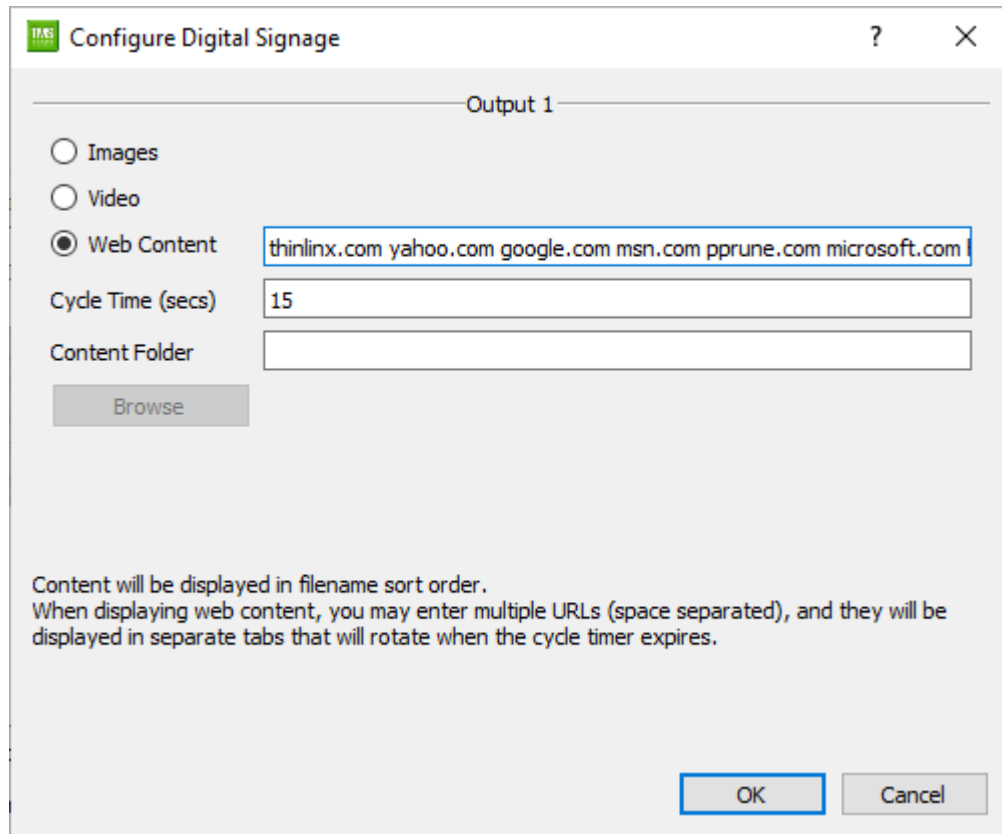 TMS
Configure Digital Signage
Output 1
Images
Video
Web Content
thinlinx.com yahoo.com google.com msn.com pprune.com microsoft.com
Cycle Time (secs)
15
Content Folder
Browse
Content will be displayed in filename sort order.
When displaying web content, you may enter multiple URLs (space separated), and they will be
displayed in separate tabs that will rotate when the cycle timer expires.
OK
Cancel